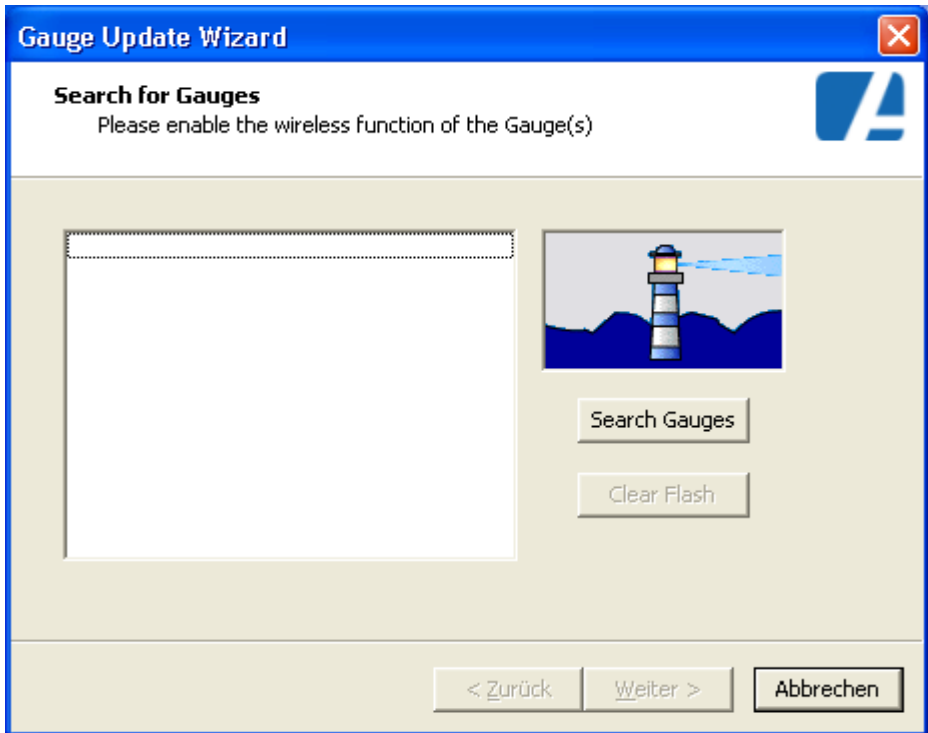 Gauge Update Wizard
Search for Gauges
Please enable the wireless function of the Gauge(s)
Search Gauges
Clear Flash
< Zurück
Weiter >
Abbrechen